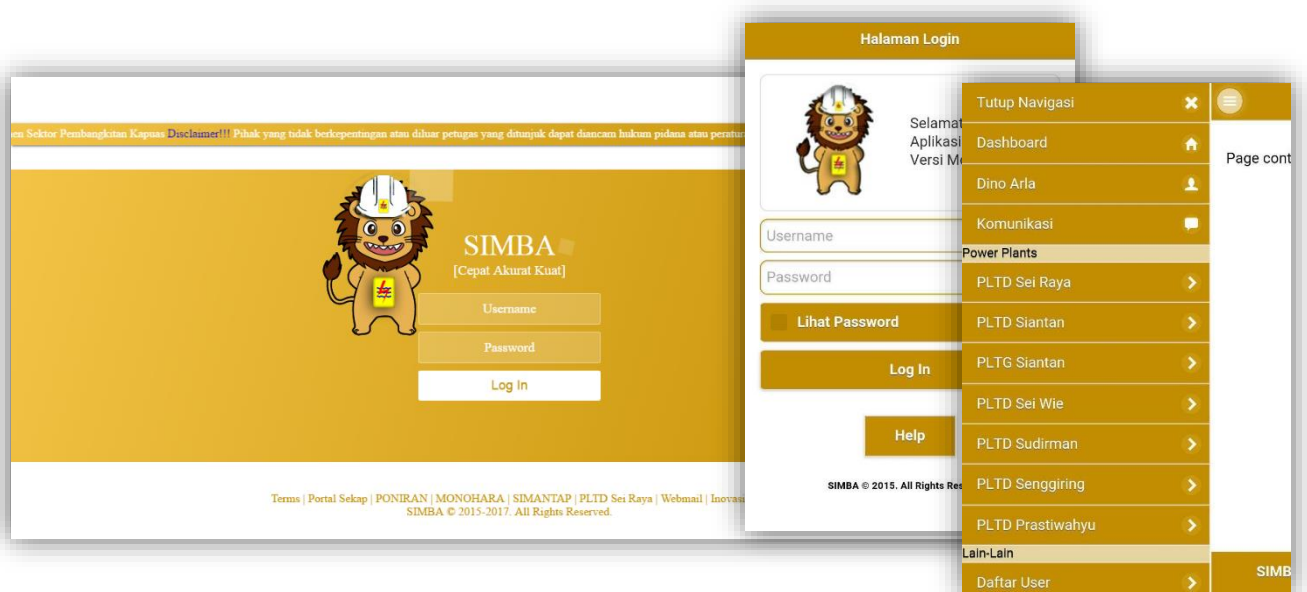 Sektor Pembangkitan Kapuas Disclaimer!!! Pihak yang tidak berkepentingan atau diluar petugas yang ditunjuk dapat diancam hukum pidana atau
SIMBA
[Cepat Akurat Kuat]
Username
Password
Log In
Terms | Portal Sekap | PONIRAN | MONOHARA | SIMANTAP | PLTD Sei Raya | Webmail |
SIMBA © 2015-2017. All Rights Reserved.
Halaman Login
Selamat
Aplikasi
Versi
Username
Password
Lihat Password
Log In
Help
SIMBA © 2015. All Rights
Tutup Navigasi
Dashboard
Dino Arla
Komunikasi
Power Plants
PLTD Sei Raya
PLTD Siantan
PLTG Siantan
PLTD Sei Wie
PLTD Sudirman
PLTD Senggiring
PLTD Prastiwahyu
Lain-Lain
Daftar User
Page cont
SIMB